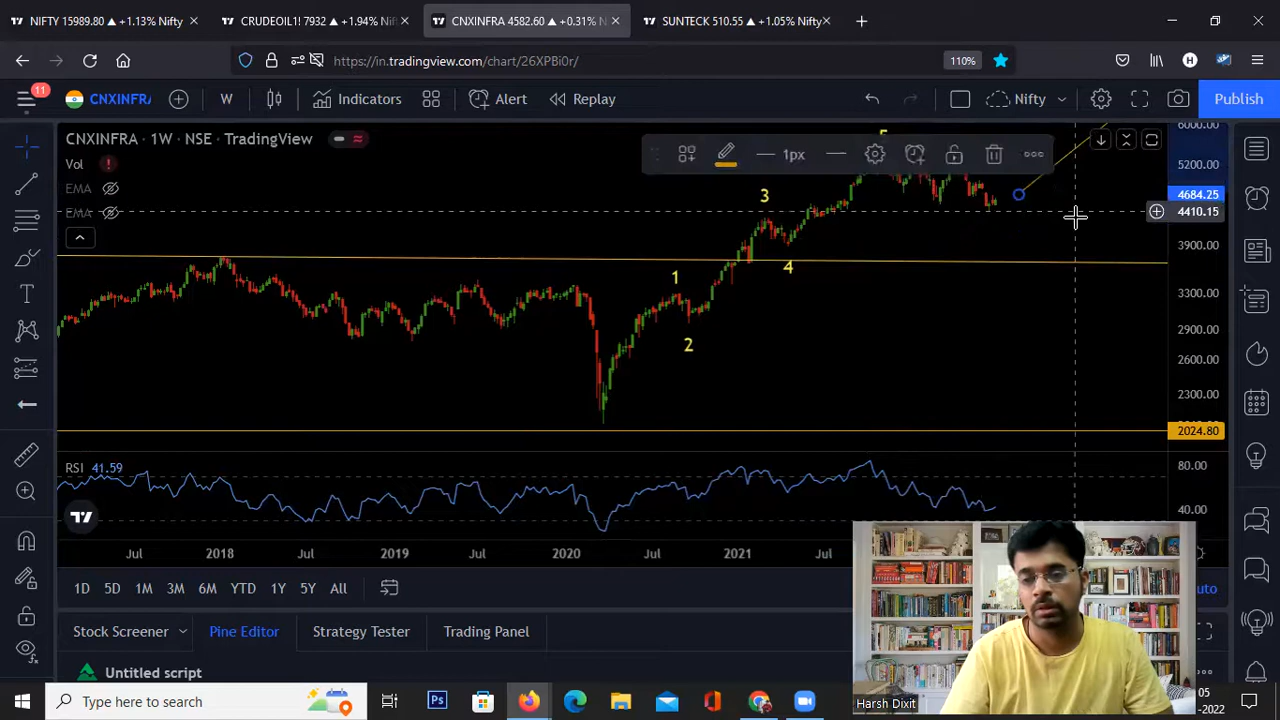 NIFTY 15989.80 ▲ +1.13% Nifty
CRUDEOIL1! 7932 ▲ +1.94% Nifty
CNXINFRA 4582.60 ▲ +0.31% N
SUNTECK 510.55 ▲ +1.05% Nifty
https://in.tradingview.com/chart/26XPBi0r/
110%
H
11
CNXINFRA
W
Indicators
Alert
Replay
Nifty
Publish
CNXINFRA · 1W · NSE · TradingView
Vol
EMA
EMA
1px
5
3
1
4
2
6000.00
5200.00
4684.25
4410.15
3900.00
3300.00
2900.00
2600.00
2300.00
2024.80
RSI 41.59
80.00
40.00
Jul
2018
Jul
2019
Jul
2020
Jul
2021
Jul
1D
5D
1M
3M
6M
YTD
1Y
5Y
All
Stock Screener
Pine Editor
Strategy Tester
Trading Panel
Untitled script
Type here to search
Harsh Dixit